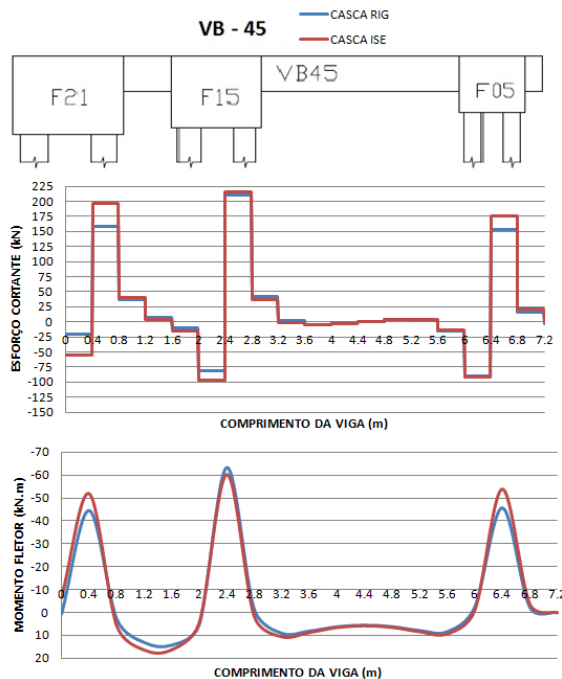 VB - 45
CASCA RIG
CASCA ISE
F21
F15
VB45
F05
ESFORÇO CORTANTE (kN)
225
200
175
150
125
100
75
50
25
0
-25
-50
-75
-100
-125
-150
0 0.4 0.8 1.2 1.6 2 2.4 2.8 3.2 3.6 4 4.4 4.8 5.2 5.6 6 6.4 6.8 7.2
COMPRIMENTO DA VIGA (m)
MOMENTO FLETOR (kN.m)
-70
-60
-50
-40
-30
-20
-10
0
10
20
0 0.4 0.8 1.2 1.6 2 2.4 2.8 3.2 3.6 4 4.4 4.8 5.2 5.6 6 6.4 6.8 7.2
COMPRIMENTO DA VIGA (m)